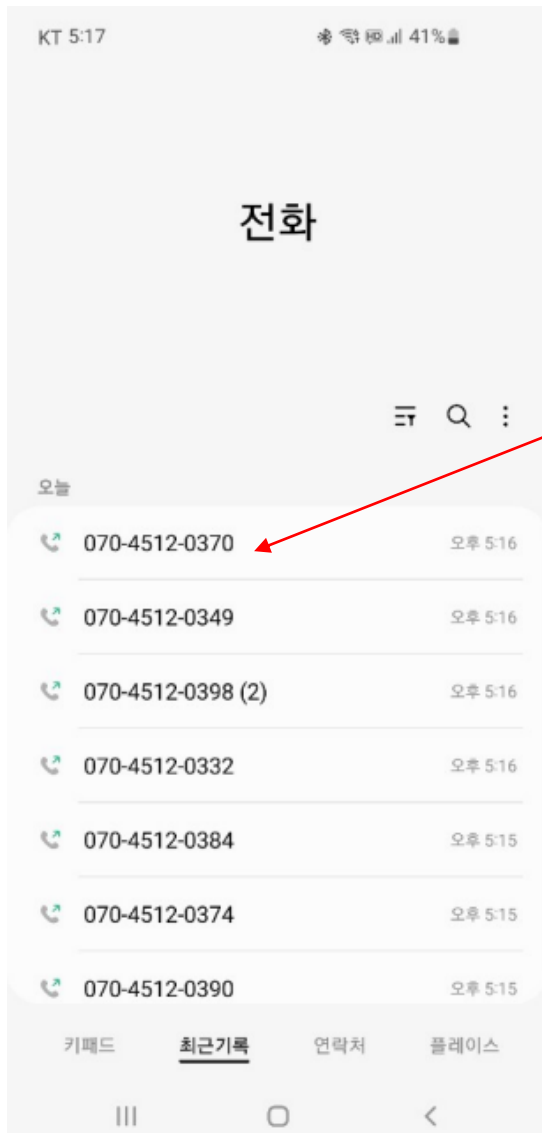 KT 5:17 41%
전화
오늘
070-4512-0370 오후 5:16
070-4512-0349 오후 5:16
070-4512-0398 (2) 오후 5:16
070-4512-0332 오후 5:16
070-4512-0384 오후 5:15
070-4512-0374 오후 5:15
070-4512-0390 오후 5:15
키패드 최근기록 연락처 플레이스